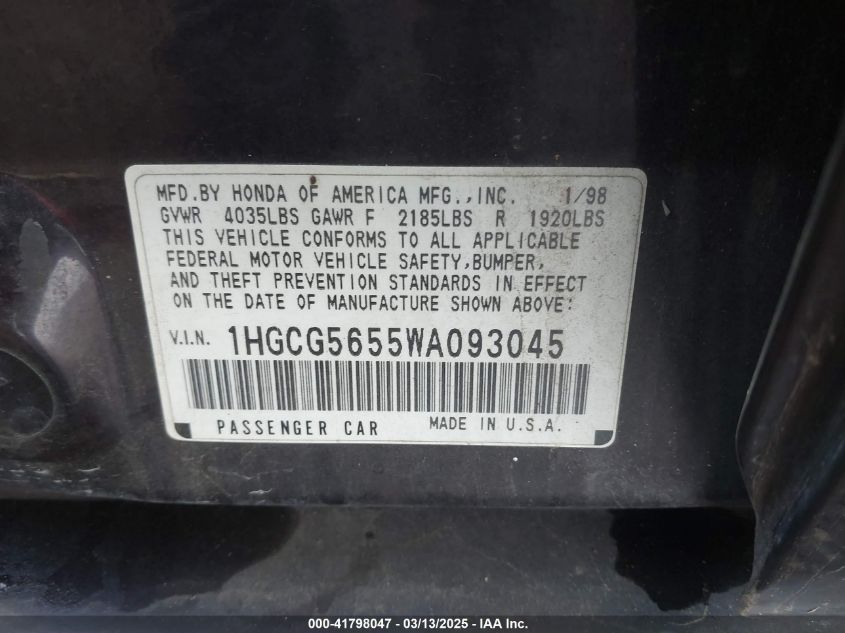 MFD.BY HONDA OF AMERICA MFG.,INC. 1/98
GVWR 4035LBS GAWR F 2185LBS R 1920LBS
THIS VEHICLE CONFORMS TO ALL APPLICABLE
FEDERAL MOTOR VEHICLE SAFETY,BUMPER,
AND THEFT PREVENTION STANDARDS IN EFFECT
ON THE DATE OF MANUFACTURE SHOWN ABOVE:
V.I.N. 1HGCG5655WA093045
PASSENGER CAR MADE IN U.S.A.
000-41798047 - 03/13/2025 - IAA Inc.